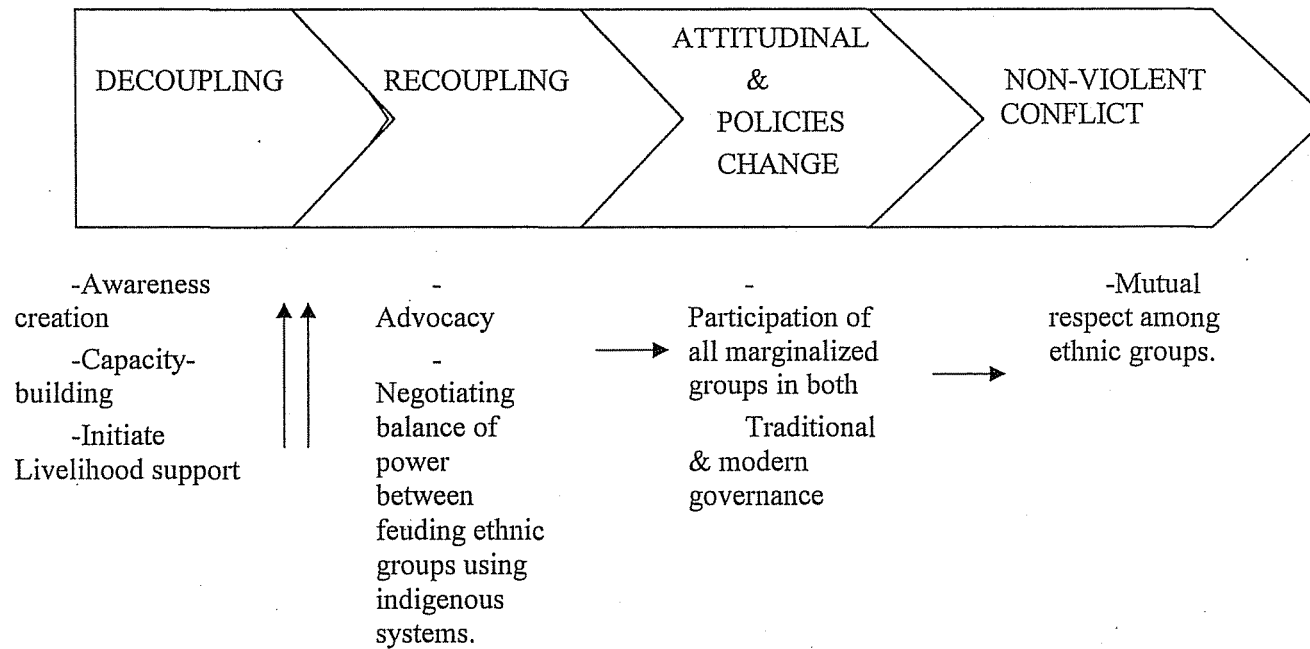 DECOUPLING
RECOUPLING
ATTITUDINAL
&
POLICIES
CHANGE
NON-VIOLENT
CONFLICT
-Awareness
creation
-Capacity-
building
-Initiate
Livelihood support
-
Advocacy
-
Negotiating
balance of
power
between
feuding ethnic
groups using
indigenous
systems.
-
Participation of
all marginalized
groups in both
Traditional
& modern
governance
-Mutual
respect among
ethnic groups.